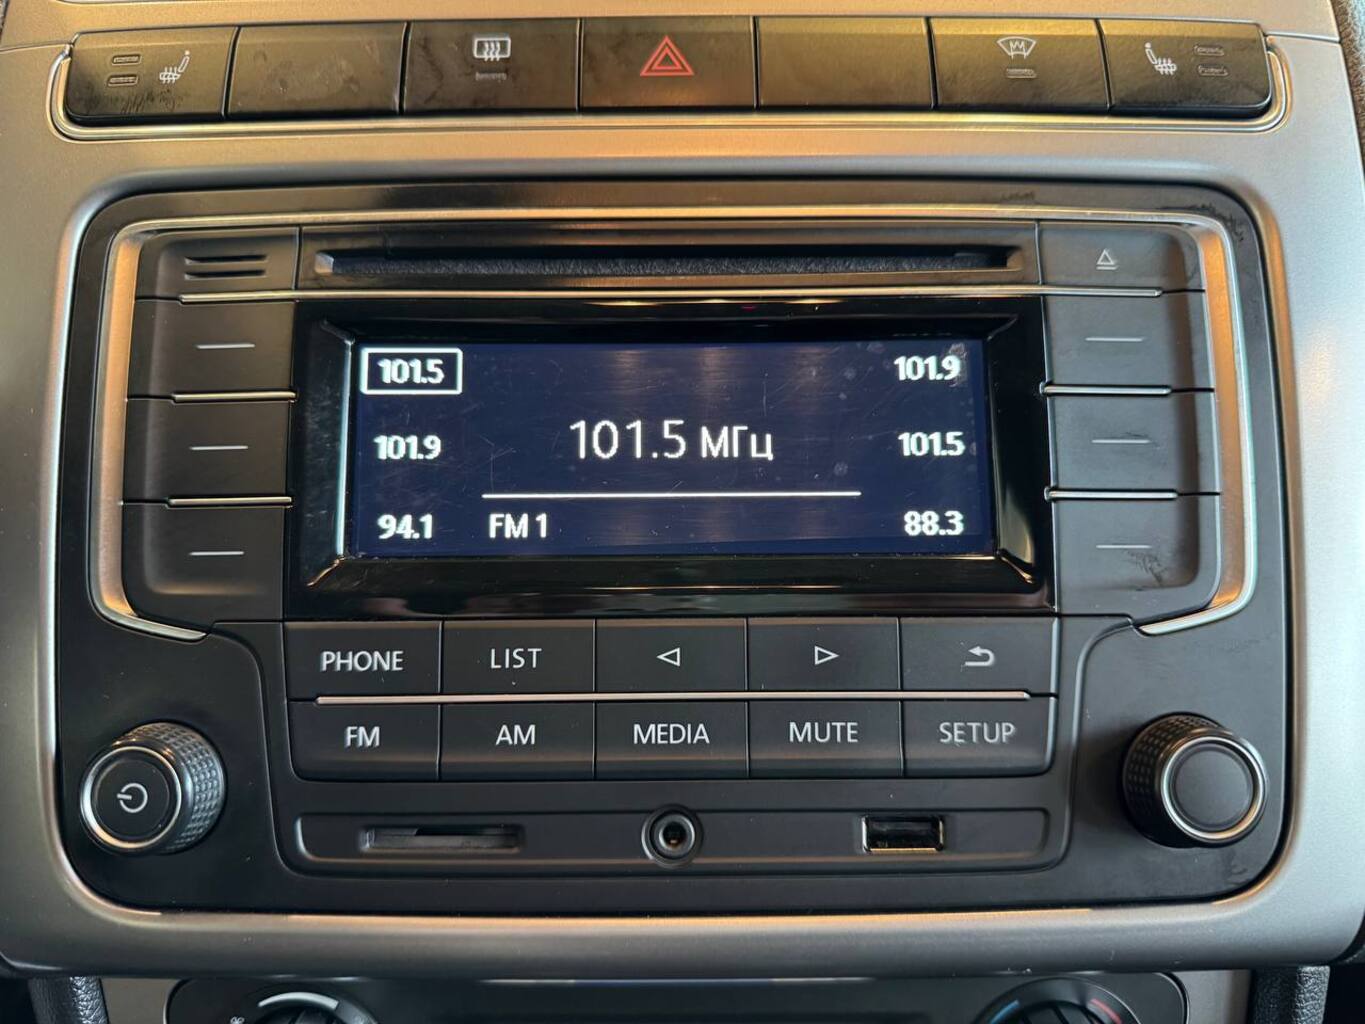 101.5
101.9
101.9
101.5 МГц
101.5
94.1
FM 1
88.3
PHONE
LIST
FM
AM
MEDIA
MUTE
SETUP